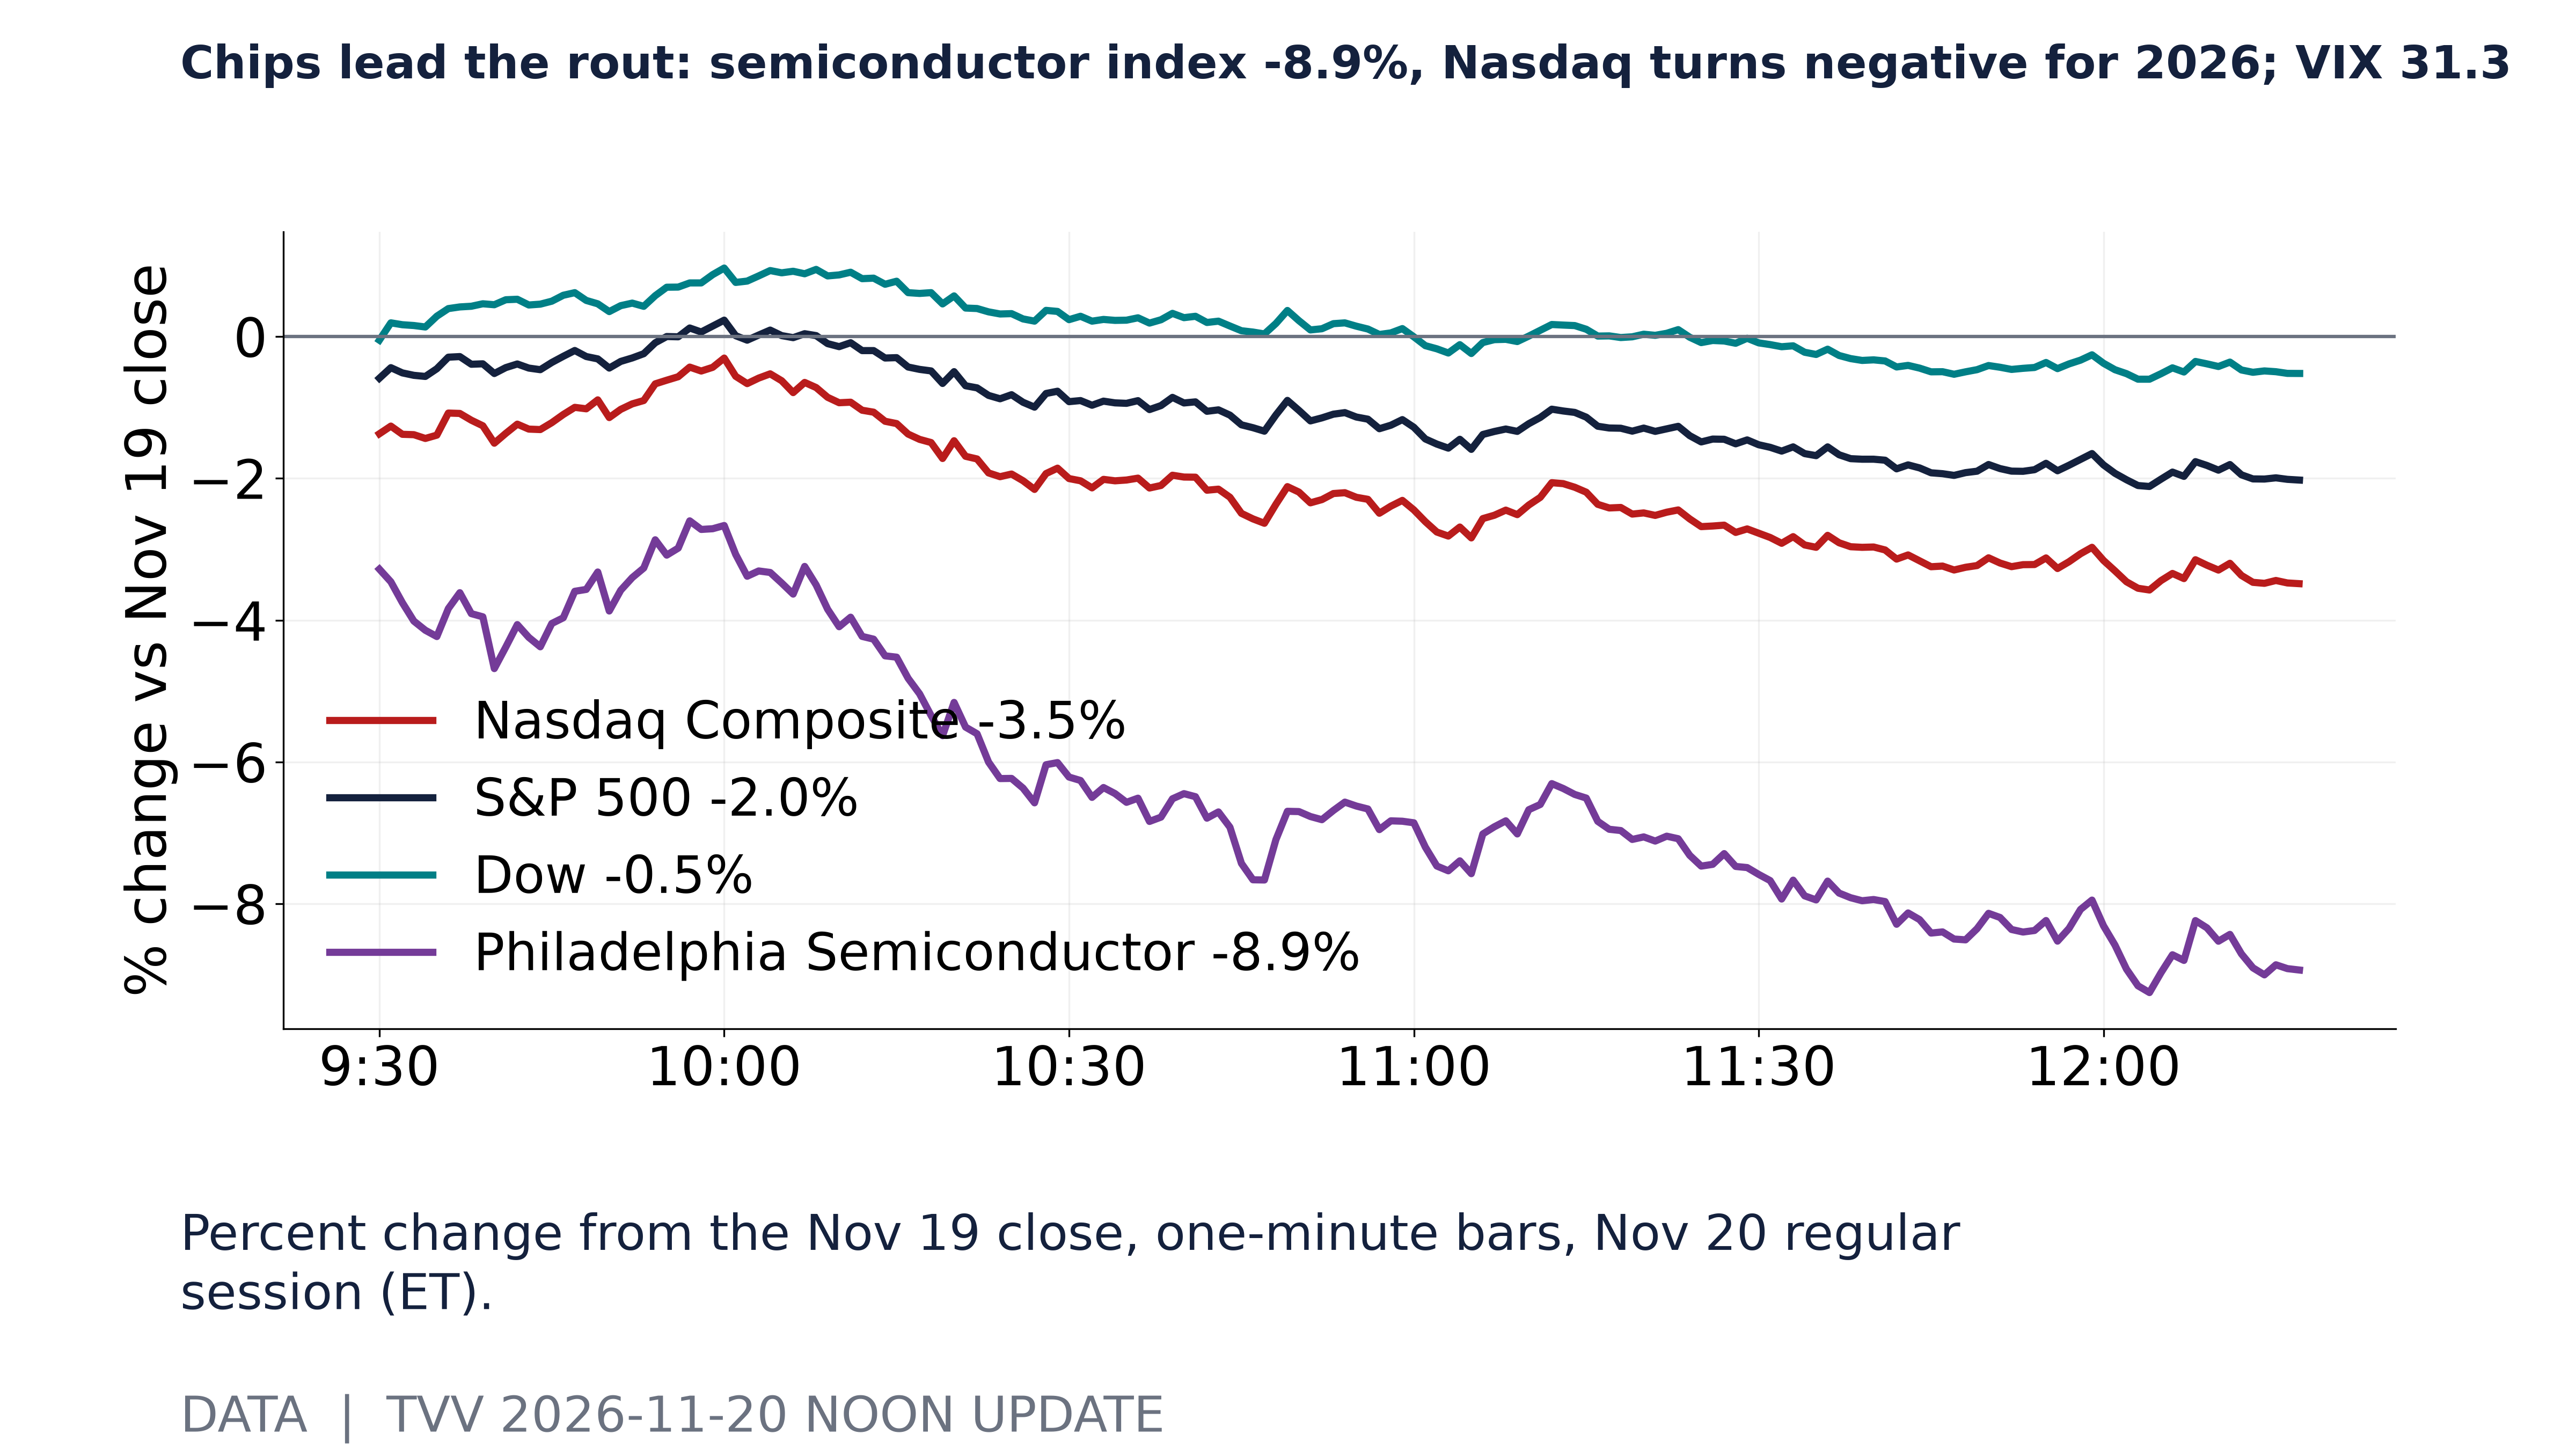 Chips lead the rout: semiconductor index -8.9%, Nasdaq turns negative for 2026; VIX 31.3
% change vs Nov 19 close
0
−2
−4
−6
−8
Nasdaq Composite -3.5%
S&P 500 -2.0%
Dow -0.5%
Philadelphia Semiconductor -8.9%
9:30 10:00 10:30 11:00 11:30 12:00
Percent change from the Nov 19 close, one-minute bars, Nov 20 regular
session (ET).
DATA | TVV 2026-11-20 NOON UPDATE